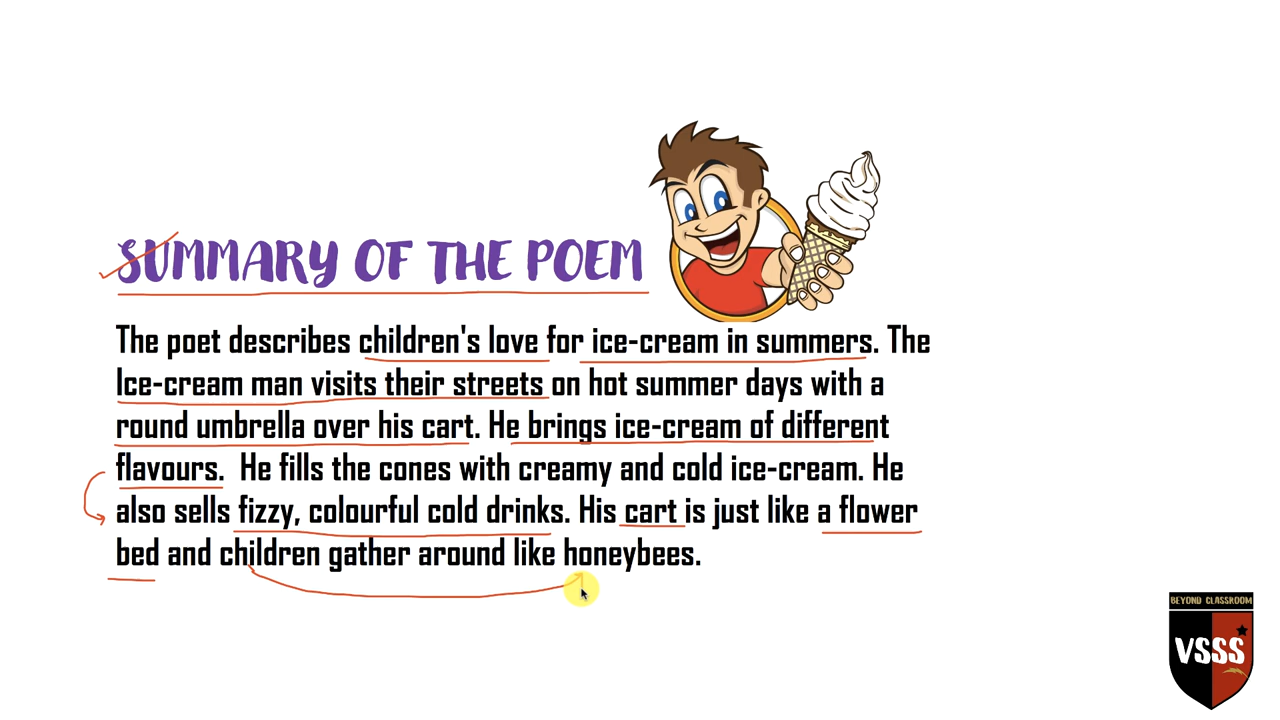 SUMMARY OF THE POEM
The poet describes children's love for ice-cream in summers. The
Ice-cream man visits their streets on hot summer days with a
round umbrella over his cart. He brings ice-cream of different
flavours.  He fills the cones with creamy and cold ice-cream. He
also sells fizzy, colourful cold drinks. His cart is just like a flower
bed and children gather around like honeybees.
BEYOND CLASSROOM
VSSS